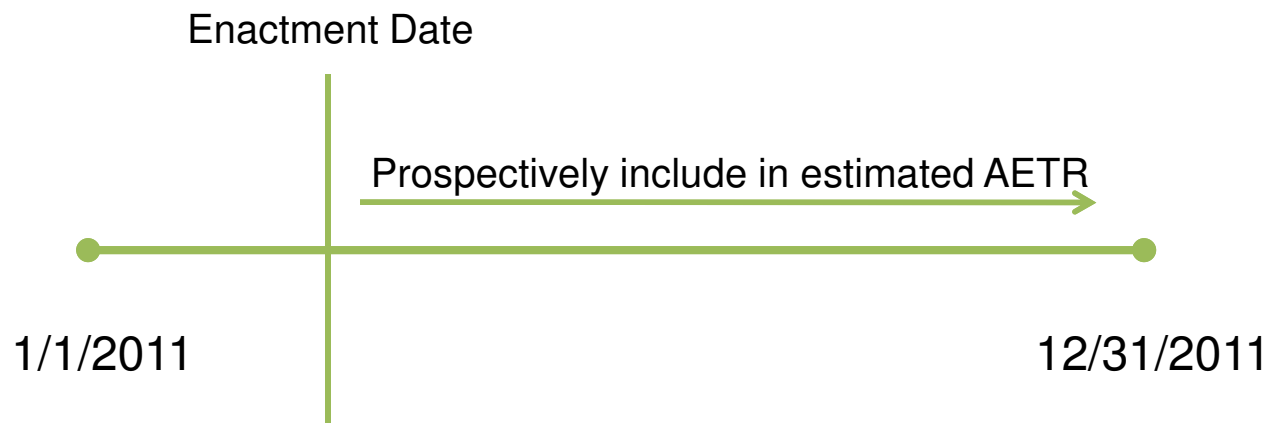 Enactment Date
Prospectively include in estimated AETR
1/1/2011
12/31/2011